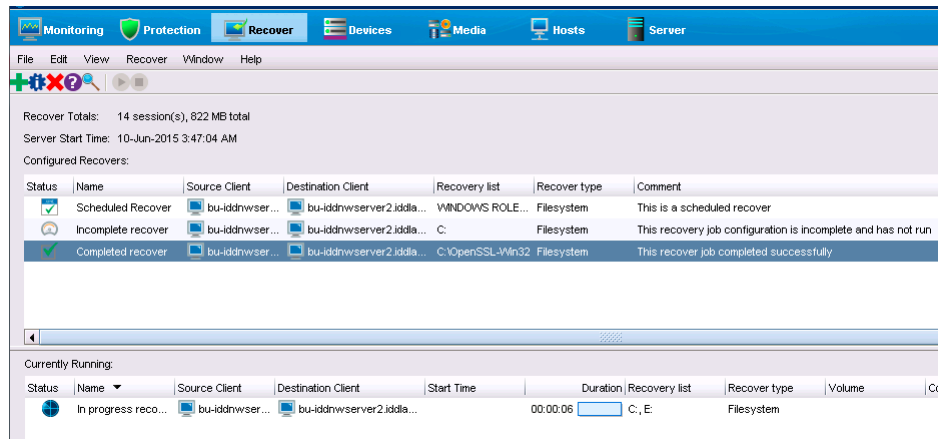 Monitoring Protection Recover Devices Media Hosts Server
File Edit View Recover Window Help
Recover Totals: 14 session(s), 822 MB total
Server Start Time: 10-Jun-2015 3:47:04 AM
Configured Recovers:
Status Name Source Client Destination Client Recovery list Recover type Comment
Scheduled Recover bu-iddnwser... bu-iddnwserver2.iddla... WINDOWS ROLE... Filesystem This is a scheduled recover
Incomplete recover bu-iddnwser... bu-iddnwserver2.iddla... C: Filesystem This recovery job configuration is incomplete and has not run
Completed recover bu-iddnwser... bu-iddnwserver2.iddla... C:\OpenSSL-Win32 Filesystem This recover job completed successfully
Currently Running:
Status Name Source Client Destination Client Start Time Duration Recovery list Recover type Volume Co
In progress reco... bu-iddnwser... bu-iddnwserver2.iddla... 00:00:06 C:, E: Filesystem